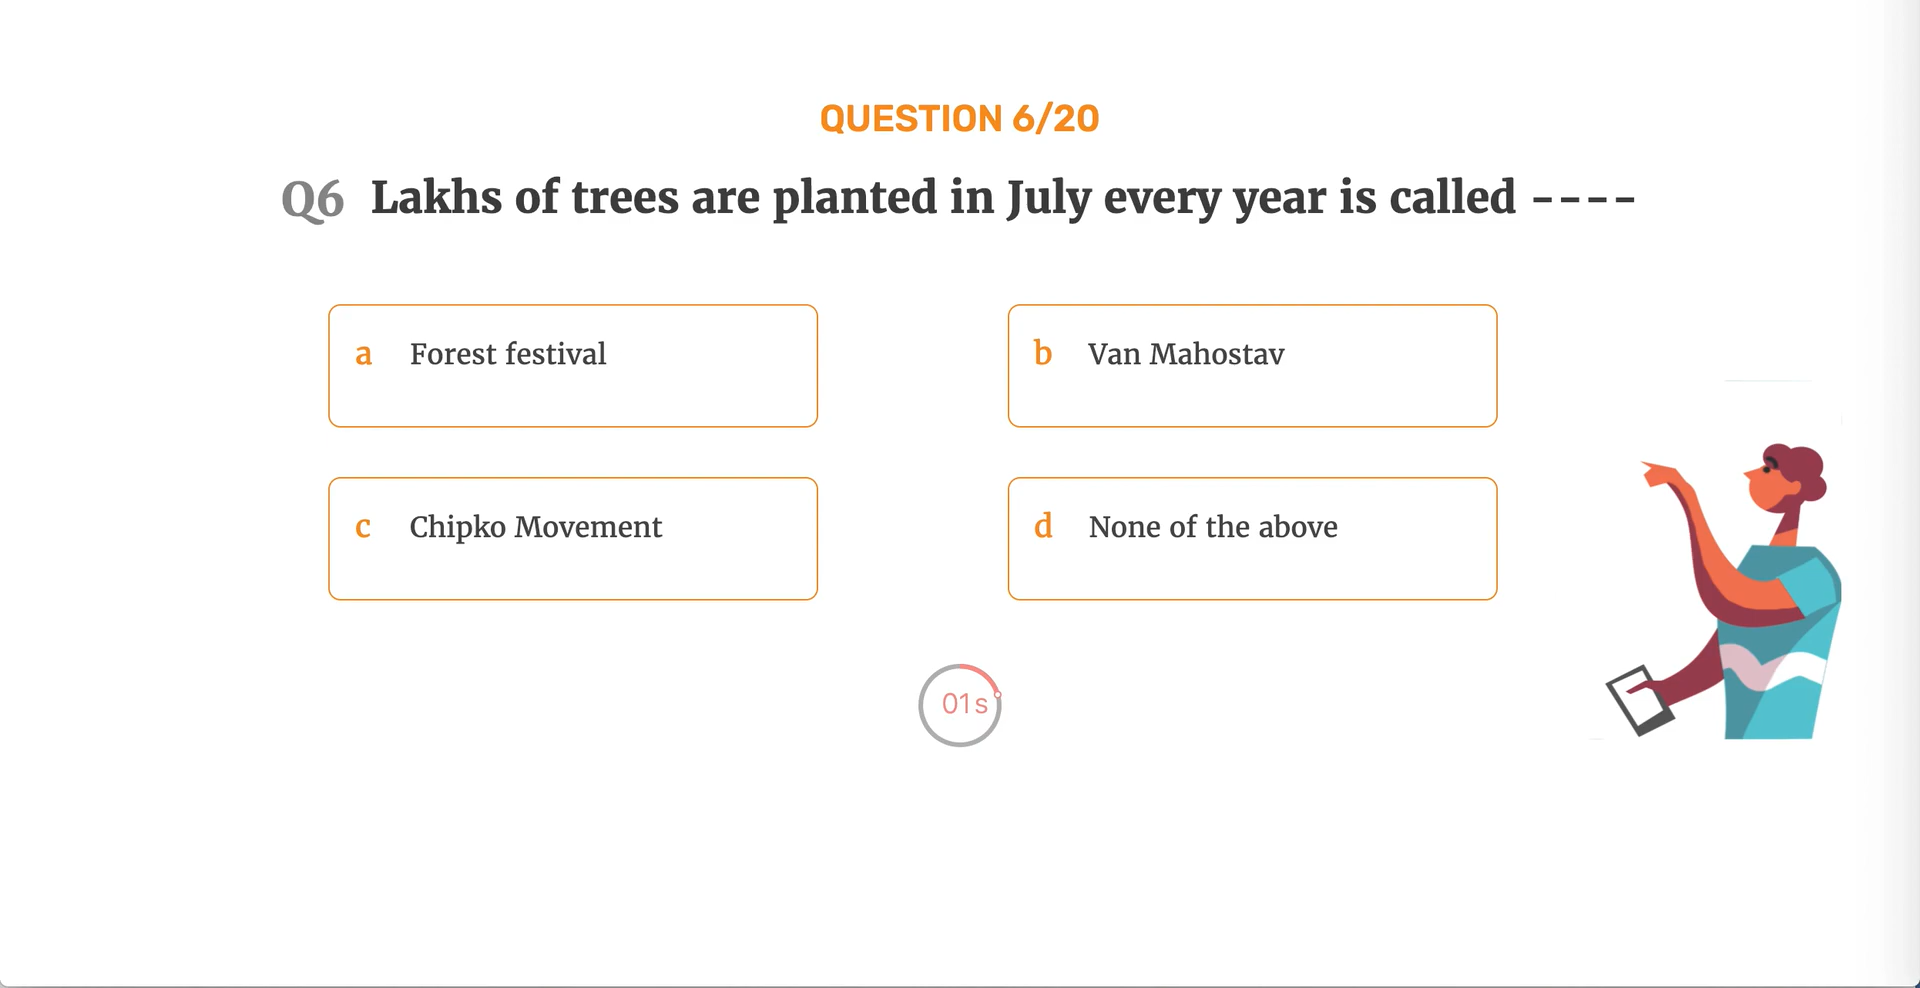 QUESTION 6/20
Q6 Lakhs of trees are planted in July every year is called ----
a Forest festival
b Van Mahostav
c Chipko Movement
d None of the above
01s